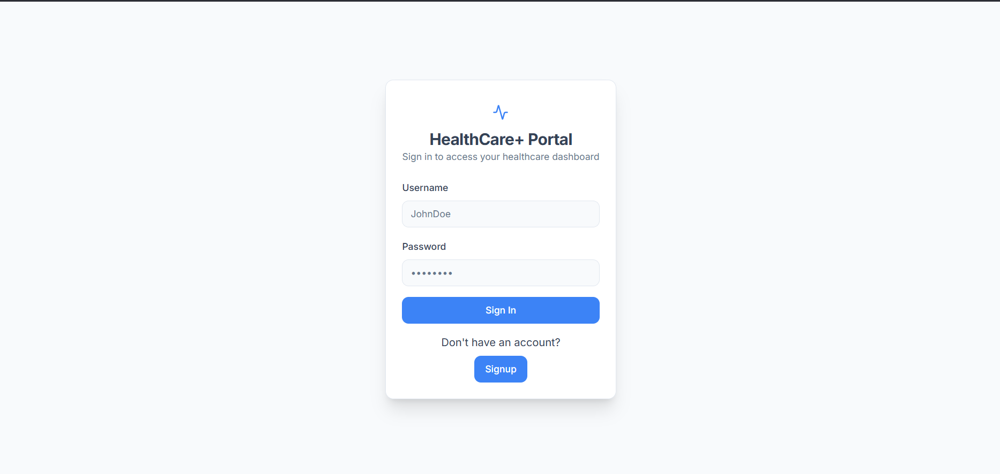 HealthCare+ Portal
Sign in to access your healthcare dashboard
Username
JohnDoe
Password
••••••••
Sign In
Don't have an account?
Signup